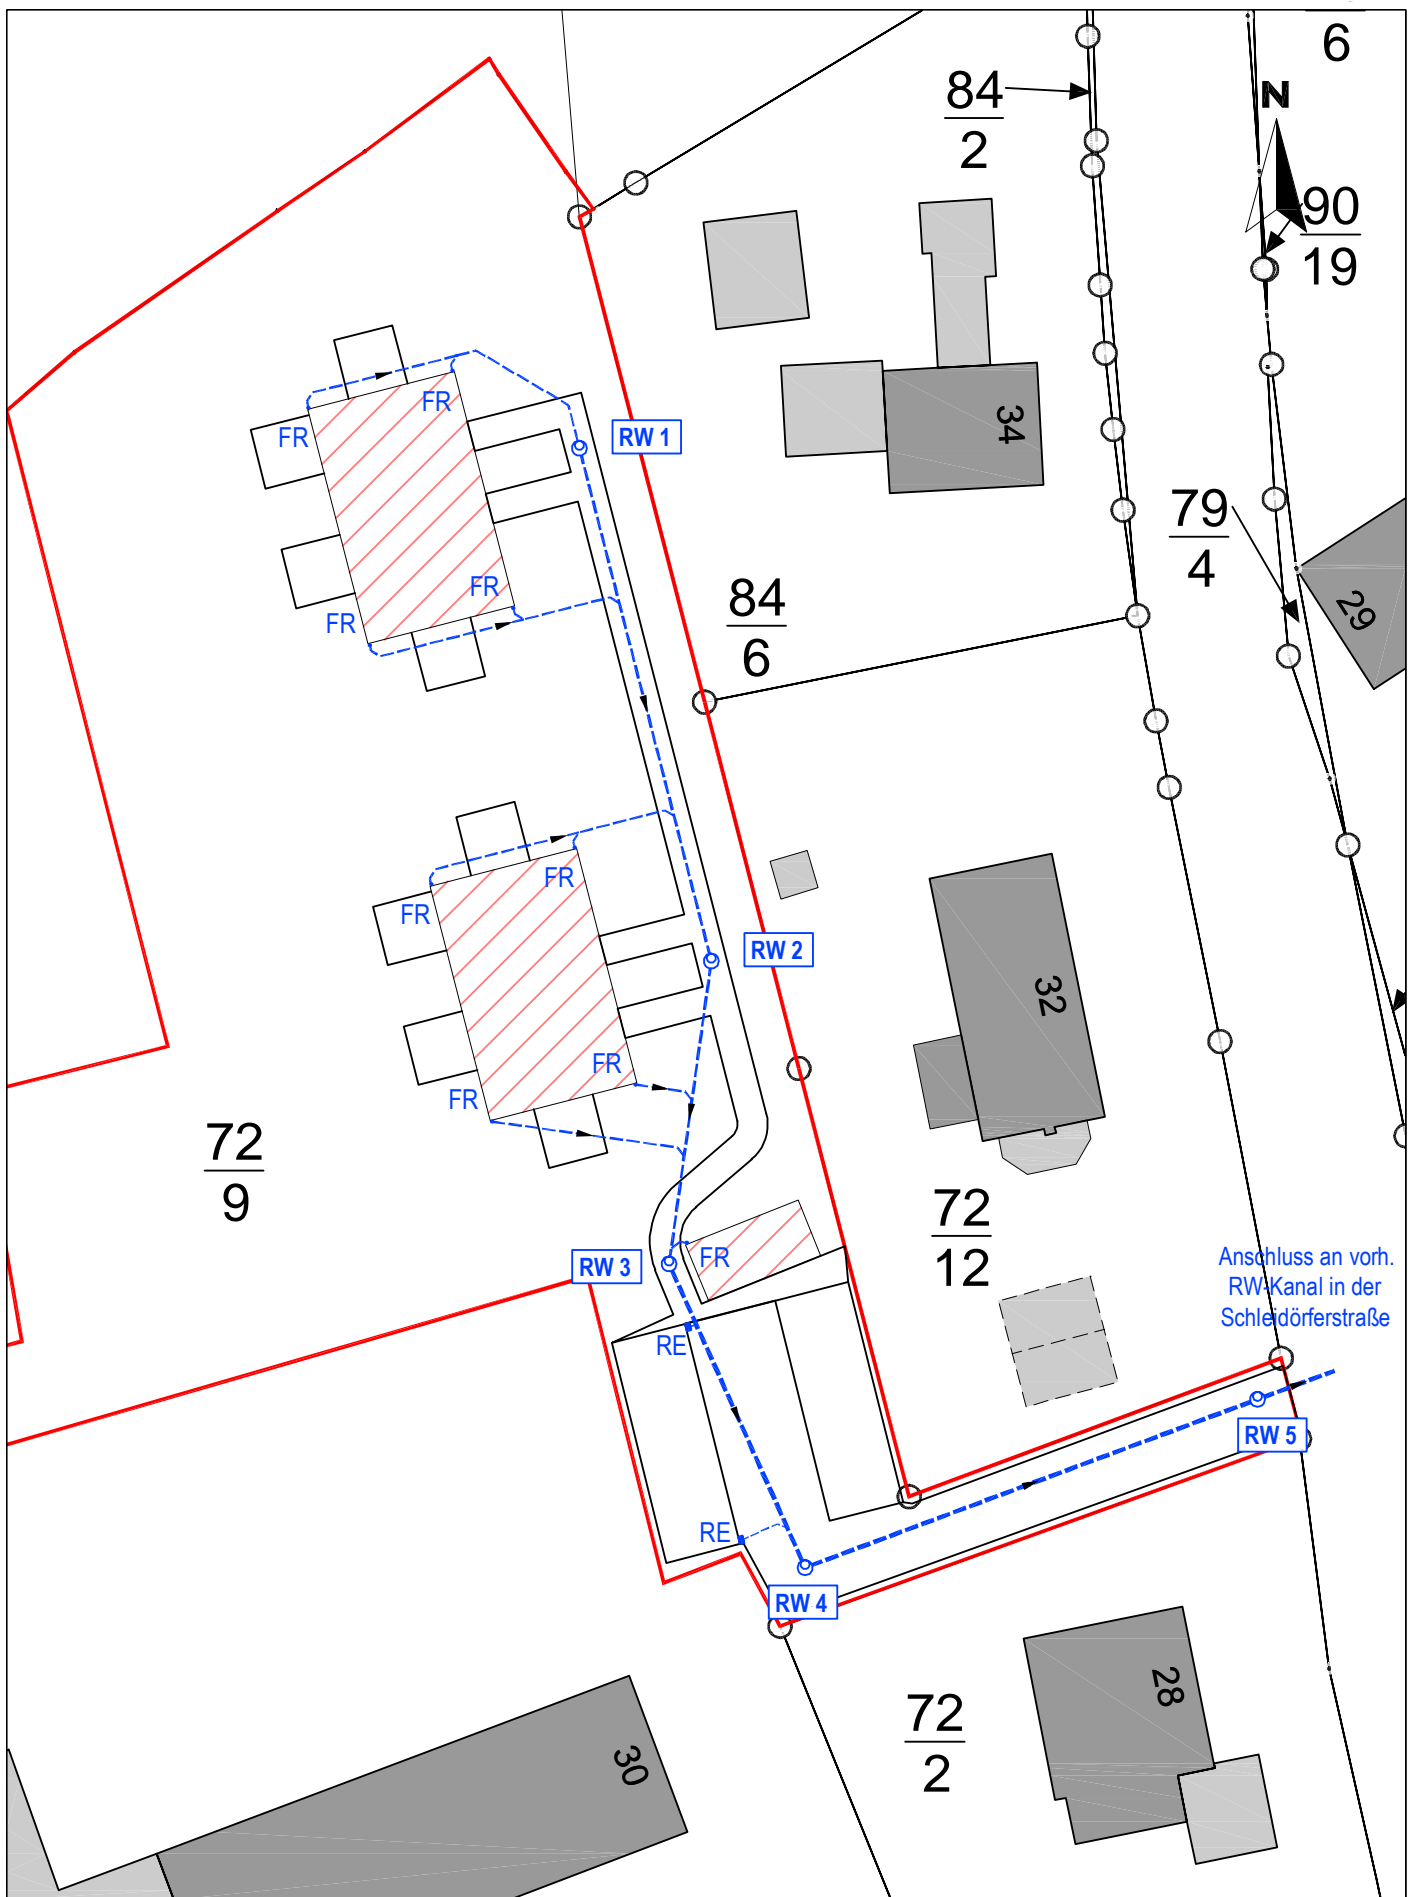 6
84
2
N
90
19
FR
FR
RW 1
34
79
4
FR
FR
84
6
29
FR
FR
RW 2
32
FR
FR
72
9
72
12
FR
RW 3
Anschluss an vorh.
RW-Kanal in der
Schleidörferstraße
RE
RW 5
RE
RW 4
72
2
28
30